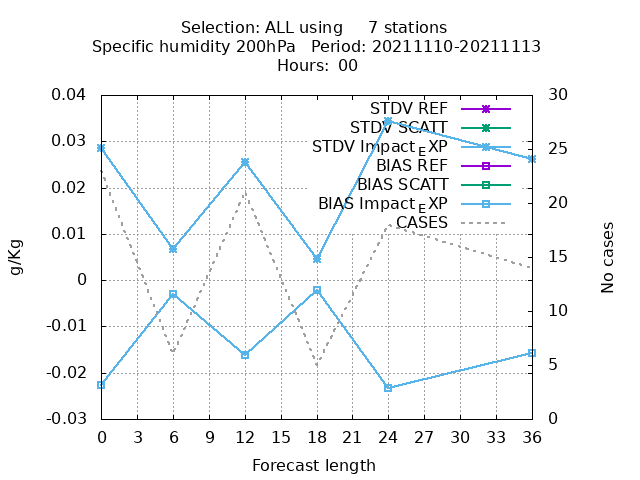 Selection: ALL using 7 stations
Specific humidity 200hPa Period: 20211110-20211113
Hours: 00
0.04
0.03
0.02
0.01
0
-0.01
-0.02
-0.03
g/Kg
STDV REF
STDV SCATT
STDV Impact_EXP
BIAS REF
BIAS SCATT
BIAS Impact_EXP
CASES
30
25
20
15
10
5
0
No cases
0 3 6 9 12 15 18 21 24 27 30 33 36
Forecast length